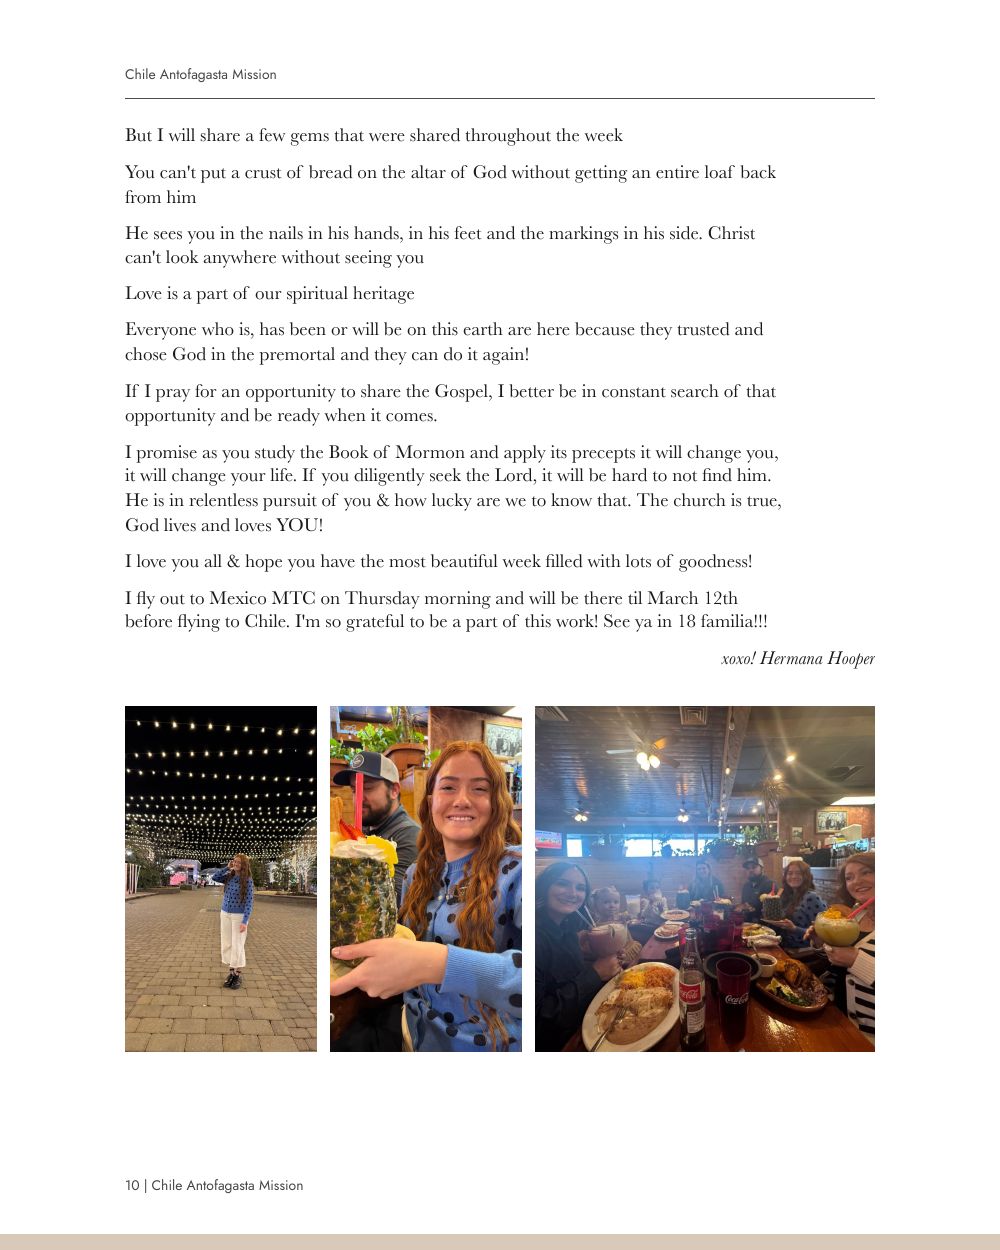 Chile Antofagasta Mission
But I will share a few gems that were shared throughout the week
You can't put a crust of bread on the altar of God without getting an entire loaf back
from him
He sees you in the nails in his hands, in his feet and the markings in his side. Christ
can't look anywhere without seeing you
Love is a part of our spiritual heritage
Everyone who is, has been or will be on this earth are here because they trusted and
chose God in the premortal and they can do it again!
If I pray for an opportunity to share the Gospel, I better be in constant search of that
opportunity and be ready when it comes.
I promise as you study the Book of Mormon and apply its precepts it will change you,
it will change your life. If you diligently seek the Lord, it will be hard to not find him.
He is in relentless pursuit of you & how lucky are we to know that. The church is true,
God lives and loves YOU!
I love you all & hope you have the most beautiful week filled with lots of goodness!
I fly out to Mexico MTC on Thursday morning and will be there til March 12th
before flying to Chile. I'm so grateful to be a part of this work! See ya in 18 familia!!!
xoxo! Hermana Hooper
Coca-Cola
Coca-Cola
10 | Chile Antofagasta Mission